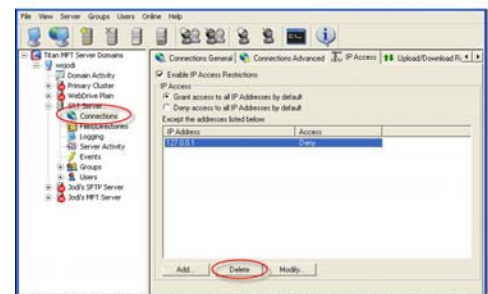 File View Server Groups Users Online Help
Titan MFT Server Domains
wsjodi
Domain Activity
Primary Cluster
WebDrive Plain
Server
Connections
Files/Directories
Logging
Server Activity
Events
Groups
Users
Jodi's SFTP Server
Jodi's MFT Server
Connections General
Connections Advanced
IP Access
Upload/Download R
Enable IP Access Restrictions
IP Access
Grant access to all IP Addresses by default
Deny access to all IP Addresses by default
Except the addresses listed below
IP Address Access
127.0.0.1 Deny
Add... Delete Modify...